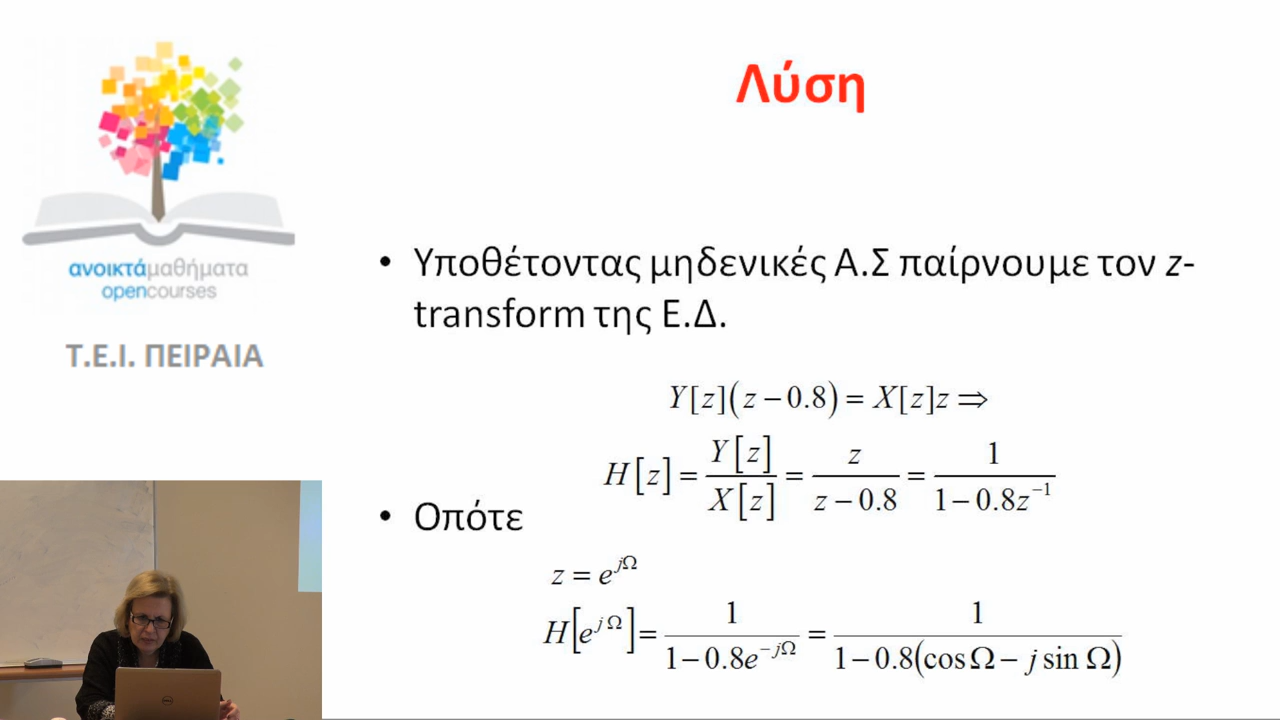 Λύση
ανοικτάμαθήματα
opencourses
Τ.Ε.Ι. ΠΕΙΡΑΙΑ
• Υποθέτοντας μηδενικές Α.Σ παίρνουμε τον z-
transform της Ε.Δ.
Y[z](z − 0.8) = X[z]z ⇒
H[z] = Y[z] / X[z] = z / (z − 0.8) = 1 / (1 − 0.8z⁻¹)
• Οπότε
z = e^{jΩ}
H[e^{jΩ}] = 1 / (1 − 0.8e^{−jΩ}) = 1 / (1 − 0.8(cos Ω − j sin Ω))
DELL